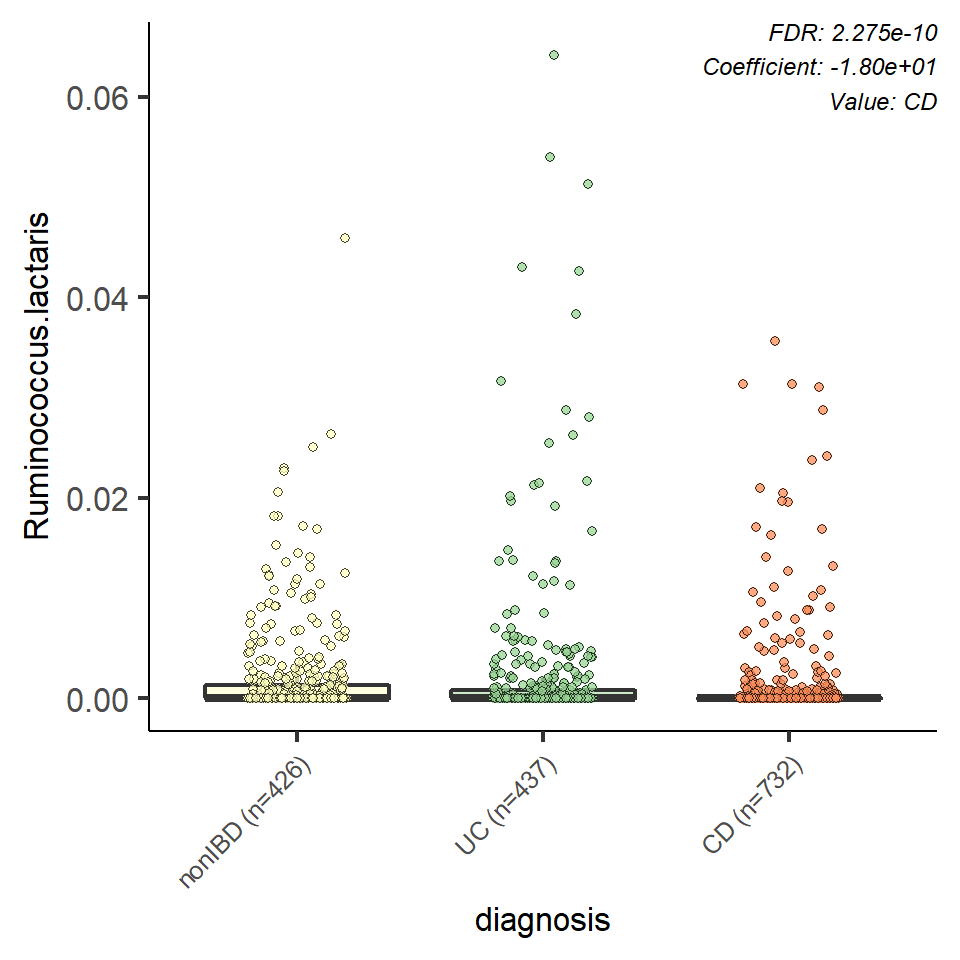 FDR: 2.275e-10
Coefficient: -1.80e+01
Value: CD
Ruminococcus.lactaris
0.06
0.04
0.02
0.00
nonIBD (n=426)
UC (n=437)
CD (n=732)
diagnosis